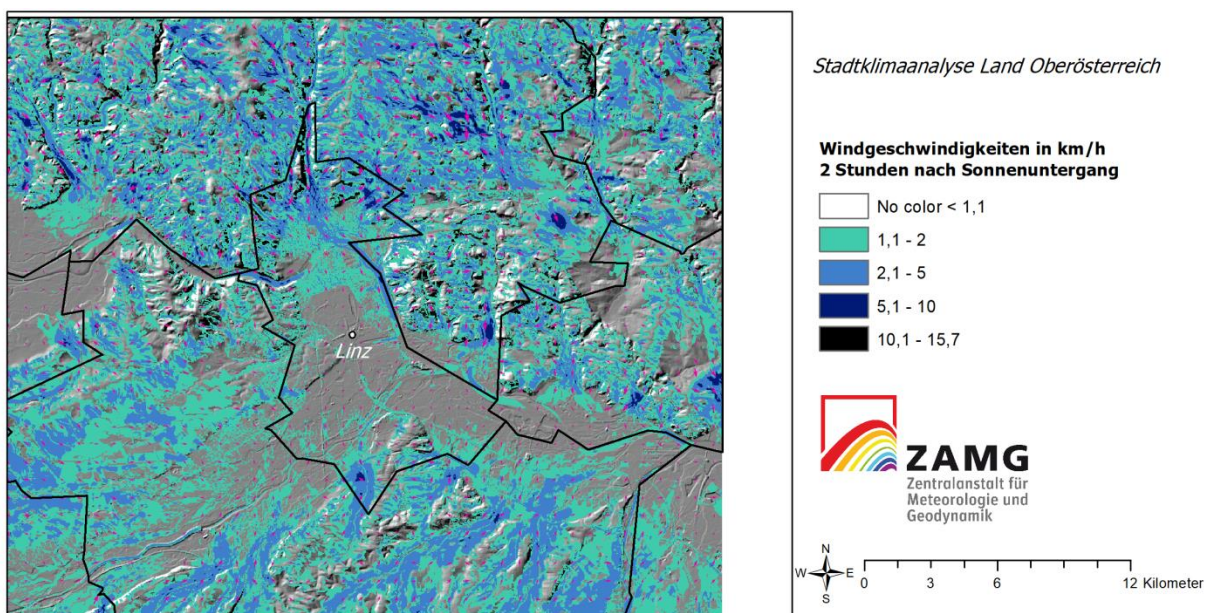 Stadtklimaanalyse Land Oberösterreich
Windgeschwindigkeiten in km/h
2 Stunden nach Sonnenuntergang
No color < 1,1
1,1 - 2
2,1 - 5
5,1 - 10
10,1 - 15,7
Linz
ZAMG
Zentralanstalt für
Meteorologie und
Geodynamik
N
W E
S
0 3 6 12 Kilometer